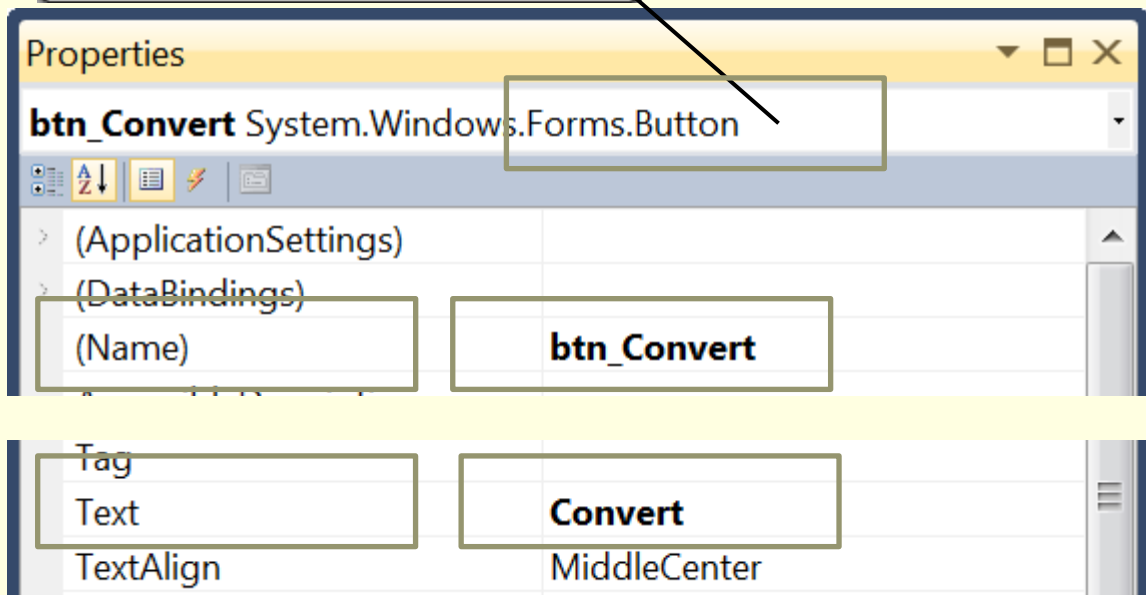 Properties
btn_Convert System.Windows.Forms.Button
(ApplicationSettings)
(DataBindings)
(Name) btn_Convert
Tag
Text Convert
TextAlign MiddleCenter